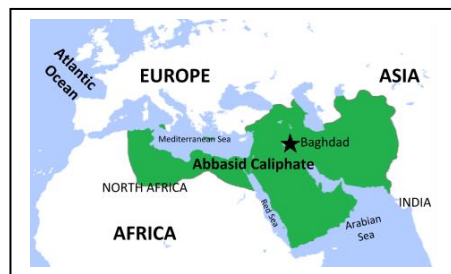 Atlantic
Ocean
EUROPE
ASIA
Mediterranean Sea
Baghdad
Abbasid Caliphate
NORTH AFRICA
Red Sea
INDIA
AFRICA
Arabian
Sea